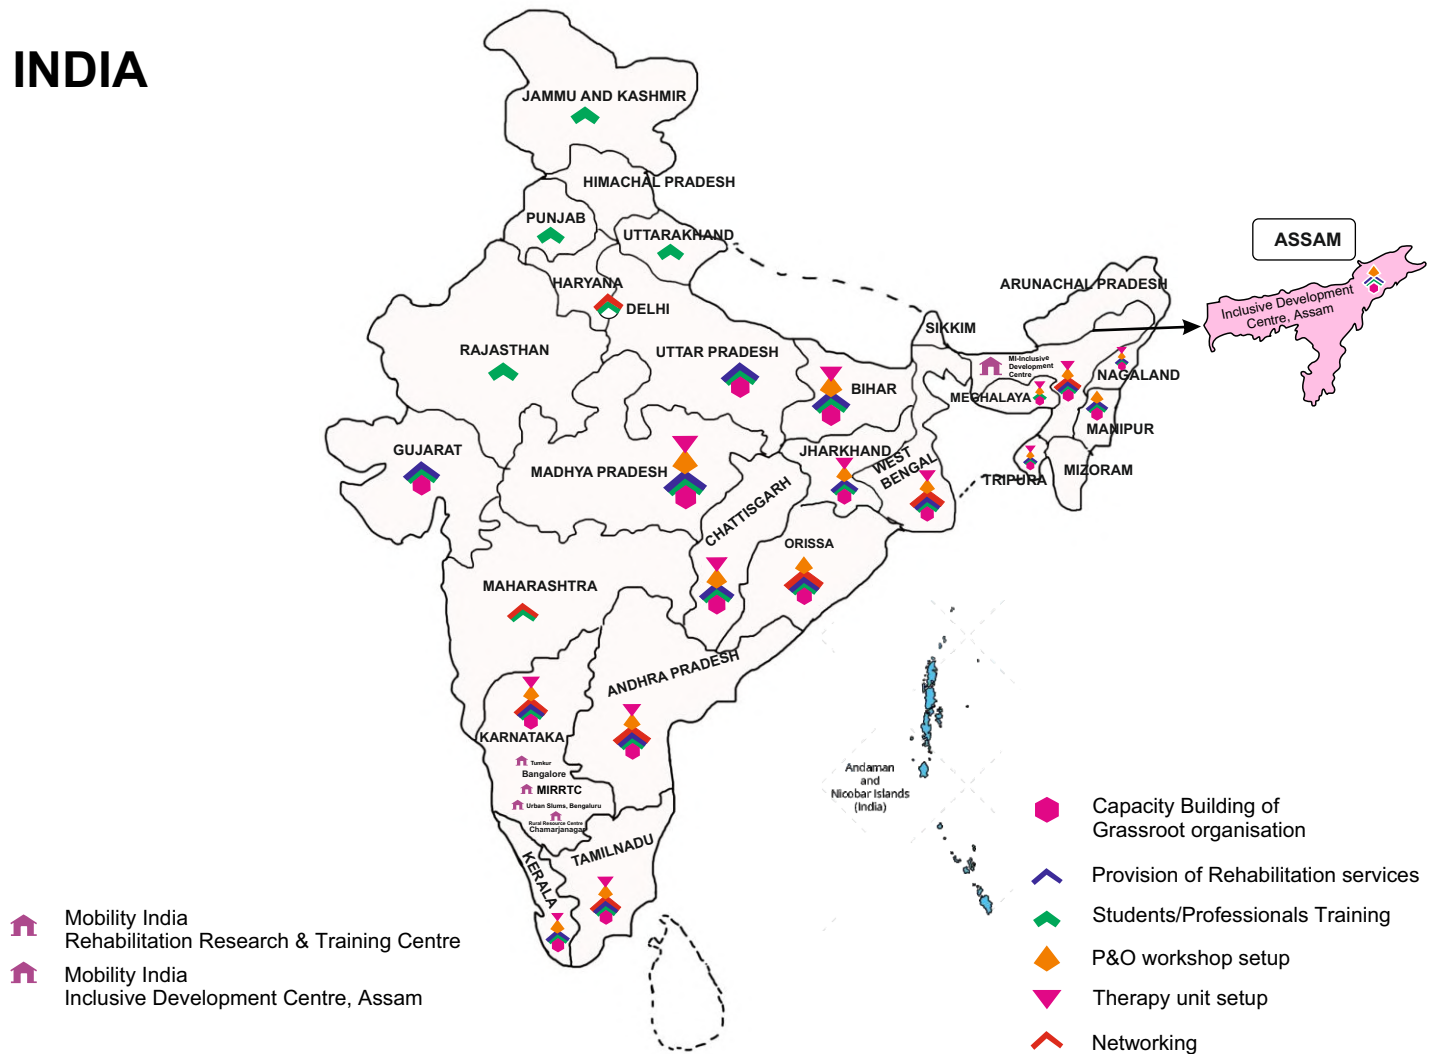 INDIA
JAMMU AND KASHMIR
HIMACHAL PRADESH
PUNJAB
UTTARAKHAND
HARYANA
DELHI
RAJASTHAN
UTTAR PRADESH
BIHAR
SIKKIM
ARUNACHAL PRADESH
ASSAM
Inclusive Development
Centre, Assam
MI-Inclusive
Development
Centre
NAGALAND
MEGHALAYA
MANIPUR
TRIPURA
MIZORAM
GUJARAT
MADHYA PRADESH
JHARKHAND
WEST
BENGAL
CHATTISGARH
ORISSA
MAHARASHTRA
ANDHRA PRADESH
KARNATAKA
Tumkur
Bangalore
MIRRTC
Urban Slums, Bengaluru
Rural Resource Centre
Chamarjanagar
KERALA
TAMILNADU
Andaman
and
Nicobar Islands
(India)
Mobility India
Rehabilitation Research & Training Centre
Mobility India
Inclusive Development Centre, Assam
Capacity Building of
Grassroot organisation
Provision of Rehabilitation services
Students/Professionals Training
P&O workshop setup
Therapy unit setup
Networking